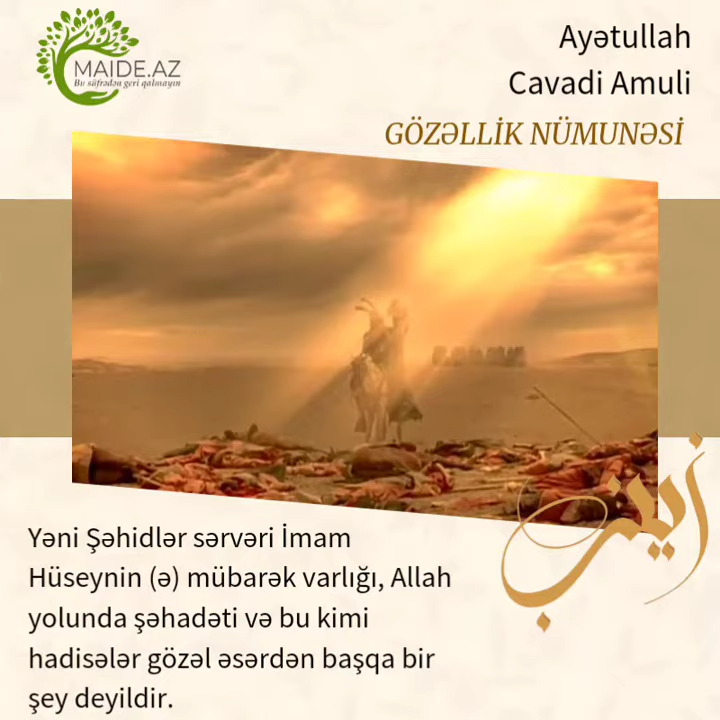 MAIDE.AZ
Bu süfrədən geri qalmayın
Ayətullah
Cavadi Amuli
GÖZƏLLİK NÜMUNƏSİ
زینب
Yəni Şəhidlər sərvəri İmam
Hüseynin (ə) mübarək varlığı, Allah
yolunda şəhadəti və bu kimi
hadisələr gözəl əsərdən başqa bir
şey deyildir.